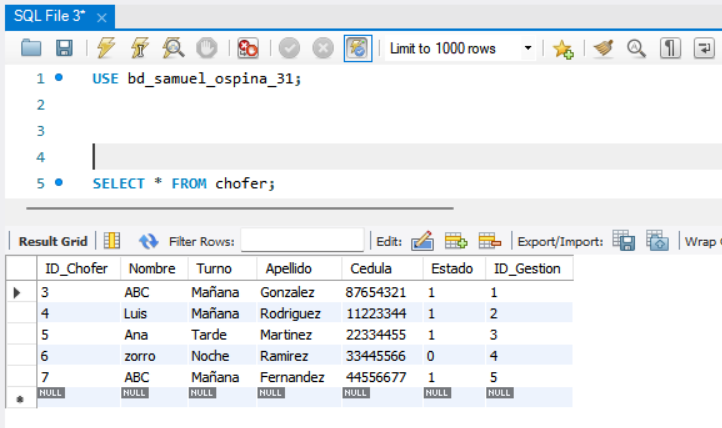 SQL File 3*
Limit to 1000 rows
1 USE bd_samuel_ospina_31;
2
3
4
5 SELECT * FROM chofer;
Result Grid Filter Rows: Edit: Export/Import: Wrap
ID_Chofer Nombre Turno Apellido Cedula Estado ID_Gestion
3 ABC Mañana Gonzalez 87654321 1 1
4 Luis Mañana Rodriguez 11223344 1 2
5 Ana Tarde Martinez 22334455 1 3
6 zorro Noche Ramirez 33445566 0 4
7 ABC Mañana Fernandez 44556677 1 5
NULL NULL NULL NULL NULL NULL NULL